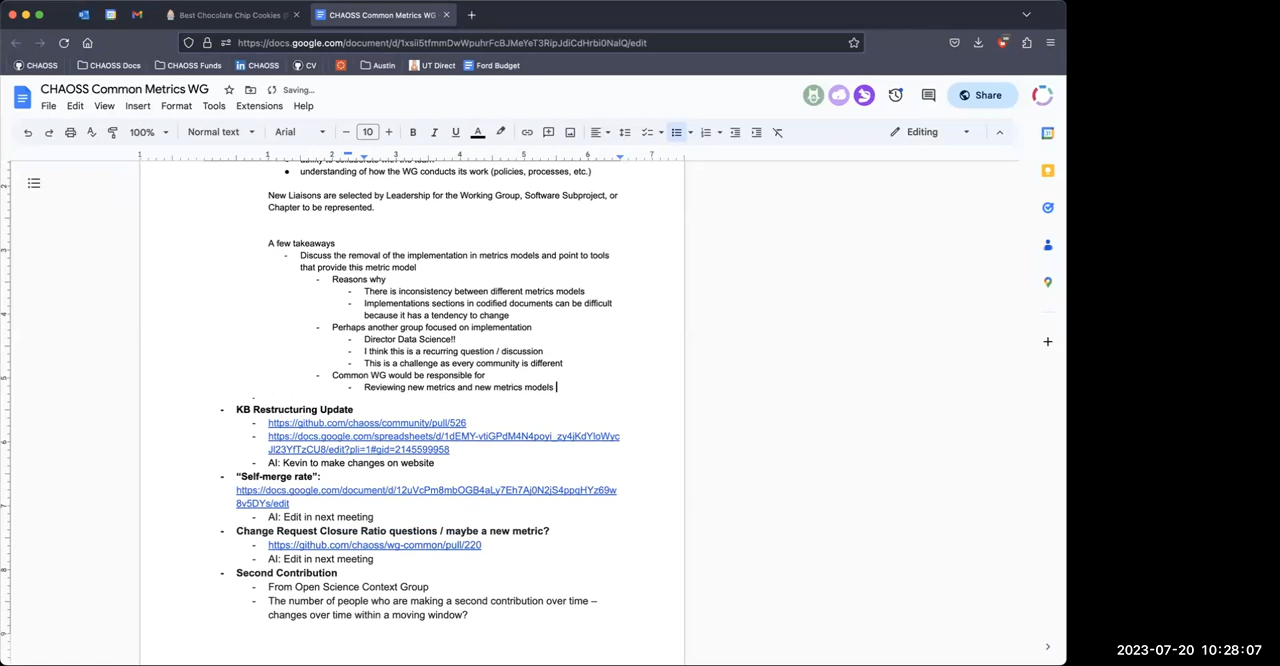 Best Chocolate Chip Cookies (
CHAOSS Common Metrics WG
https://docs.google.com/document/d/1xsii5tfmmDwWpuhrFcBJMeYeT3RipJdiCdHrbi0NalQ/edit
CHAOSS
CHAOSS Docs
CHAOSS Funds
CHAOSS
CV
Austin
UT Direct
Ford Budget
CHAOSS Common Metrics WG
Saving...
File Edit View Insert Format Tools Extensions Help
Share
100%
Normal text
Arial
10
Editing
understanding of how the WG conducts its work (policies, processes, etc.)
New Liaisons are selected by Leadership for the Working Group, Software Subproject, or
Chapter to be represented.
A few takeaways
- Discuss the removal of the implementation in metrics models and point to tools
that provide this metric model
- Reasons why
- There is inconsistency between different metrics models
- Implementations sections in codified documents can be difficult
because it has a tendency to change
- Perhaps another group focused on implementation
- Director Data Science!!
- I think this is a recurring question / discussion
- This is a challenge as every community is different
- Common WG would be responsible for
- Reviewing new metrics and new metrics models
-
- KB Restructuring Update
- https://github.com/chaoss/community/pull/526
- https://docs.google.com/spreadsheets/d/1dEMY-vtiGPdM4N4poyi_zy4jKdYloWyc
Jl23YfTzCU8/edit?pli=1#gid=2145599958
- AI: Kevin to make changes on website
- “Self-merge rate”:
https://docs.google.com/document/d/12uVcPm8mbOGB4aLy7Eh7Aj0N2jS4ppqHYz69w
8v5DYs/edit
- AI: Edit in next meeting
- Change Request Closure Ratio questions / maybe a new metric?
- https://github.com/chaoss/wg-common/pull/220
- AI: Edit in next meeting
- Second Contribution
- From Open Science Context Group
- The number of people who are making a second contribution over time –
changes over time within a moving window?
2023-07-20 10:28:07